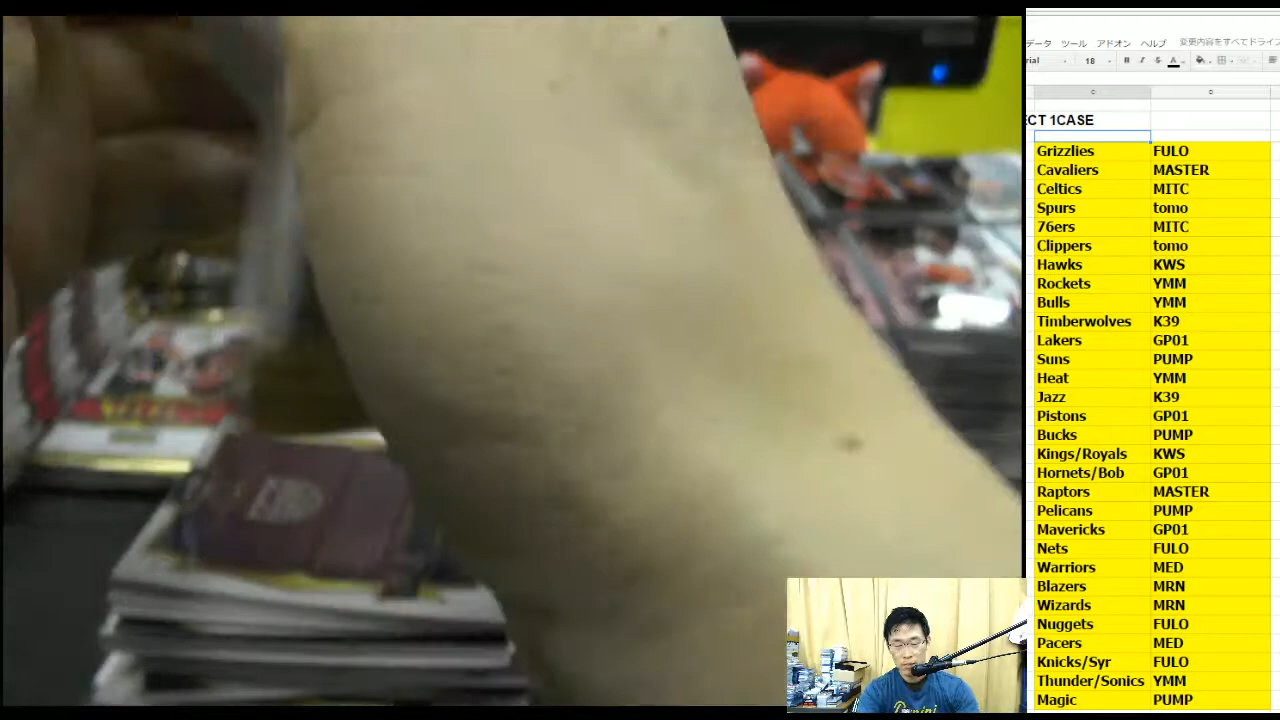 データ ツール アドオン ヘルプ 変更内容をすべてドライブ
rial 18 B I S A
C D
ECT 1CASE
Grizzlies FULO
Cavaliers MASTER
Celtics MITC
Spurs tomo
76ers MITC
Clippers tomo
Hawks KWS
Rockets YMM
Bulls YMM
Timberwolves K39
Lakers GP01
Suns PUMP
Heat YMM
Jazz K39
Pistons GP01
Bucks PUMP
Kings/Royals KWS
Hornets/Bob GP01
Raptors MASTER
Pelicans PUMP
Mavericks GP01
Nets FULO
Warriors MED
Blazers MRN
Wizards MRN
Nuggets FULO
Pacers MED
Knicks/Syr FULO
Thunder/Sonics YMM
Magic PUMP
Panini